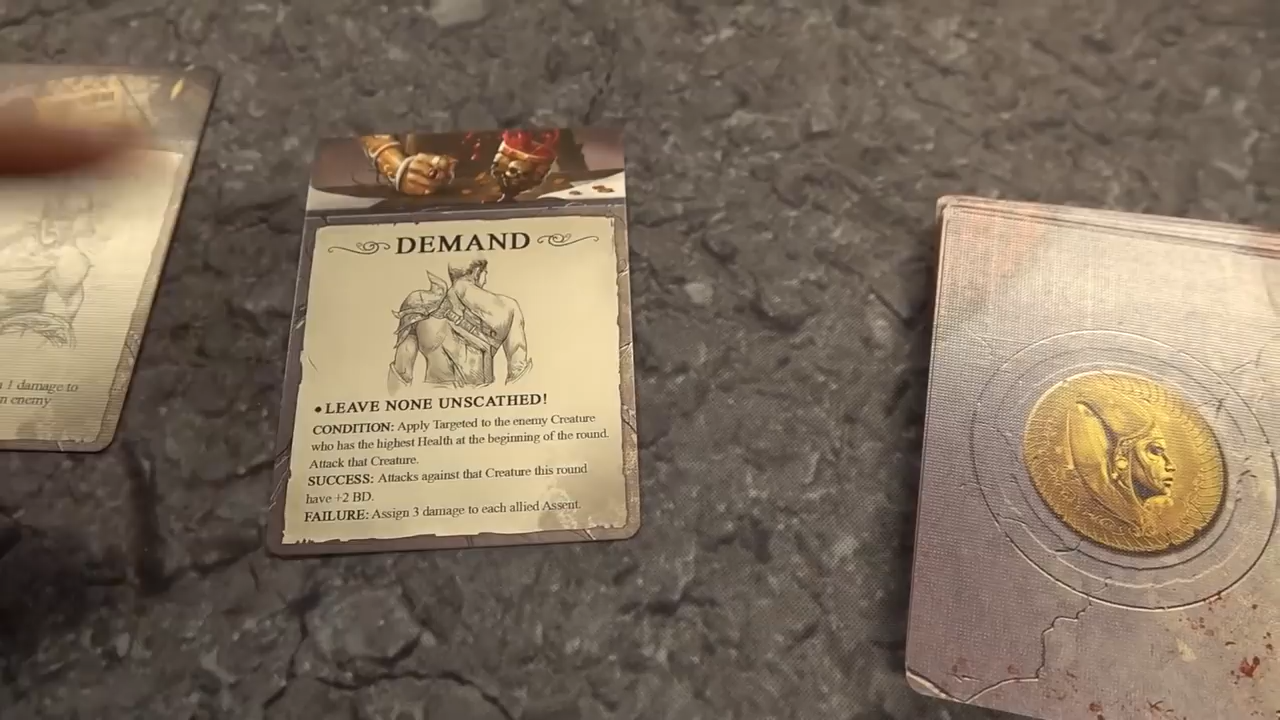 DEMAND
•LEAVE NONE UNSCATHED!
CONDITION: Apply Targeted to the enemy Creature
who has the highest Health at the beginning of the round.
Attack that Creature.
SUCCESS: Attacks against that Creature this round
have +2 BD.
FAILURE: Assign 3 damage to each allied Assent.
1 damage to
enemy